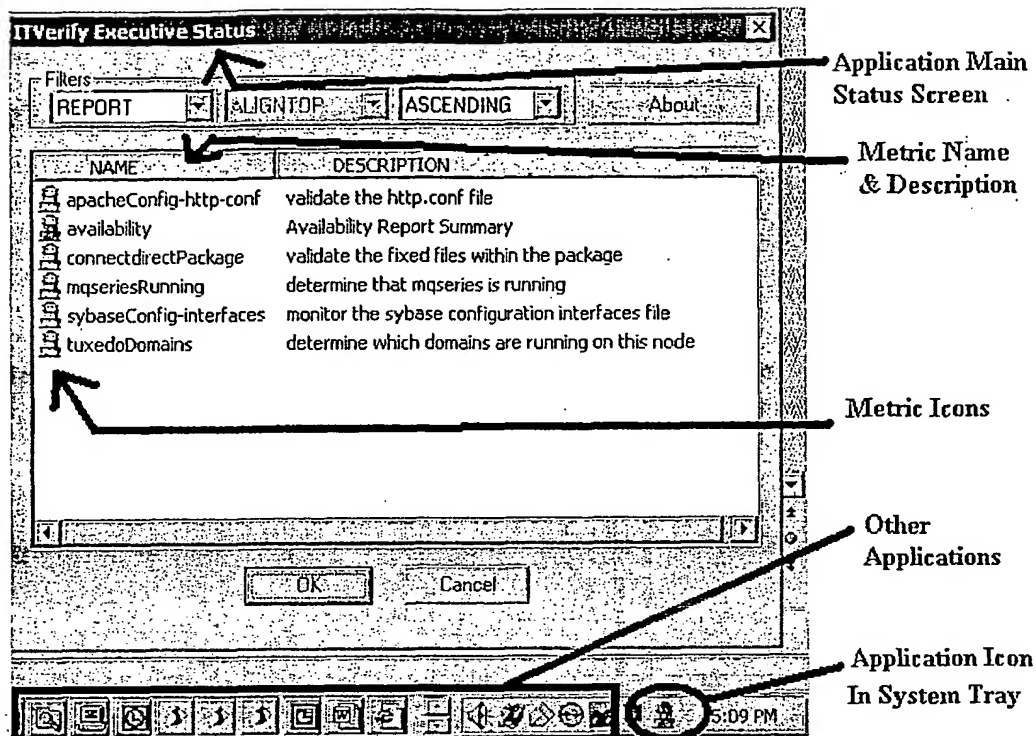 ITVerify Executive Status
Filters
REPORT
ALIGNTOP
ASCENDING
About
NAME
DESCRIPTION
apacheConfig-http-conf validate the http.conf file
availability Availability Report Summary
connectdirectPackage validate the fixed files within the package
mqseriesRunning determine that mqseries is running
sybaseConfig-interfaces monitor the sybase configuration interfaces file
tuxedoDomains determine which domains are running on this node
OK
Cancel
5:09 PM
Application Main
Status Screen
Metric Name
& Description
Metric Icons
Other
Applications
Application Icon
In System Tray